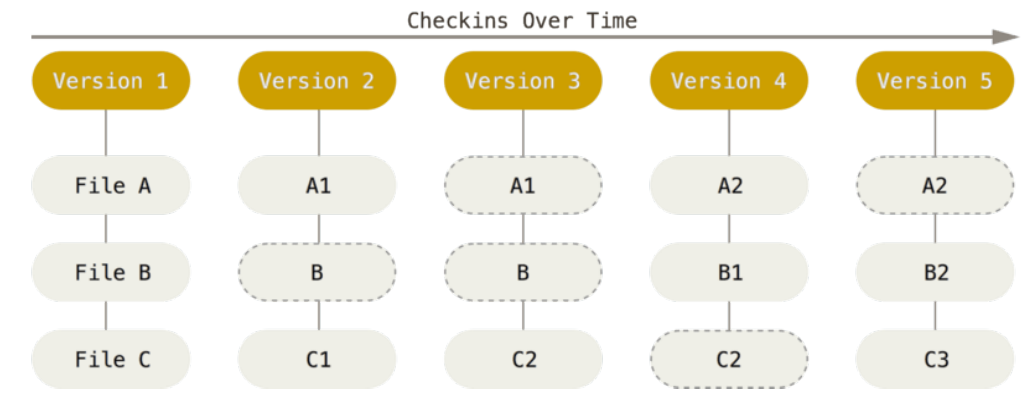 Checkins Over Time
Version 1 Version 2 Version 3 Version 4 Version 5
File A A1 A1 A2 A2
File B B B B1 B2
File C C1 C2 C2 C3